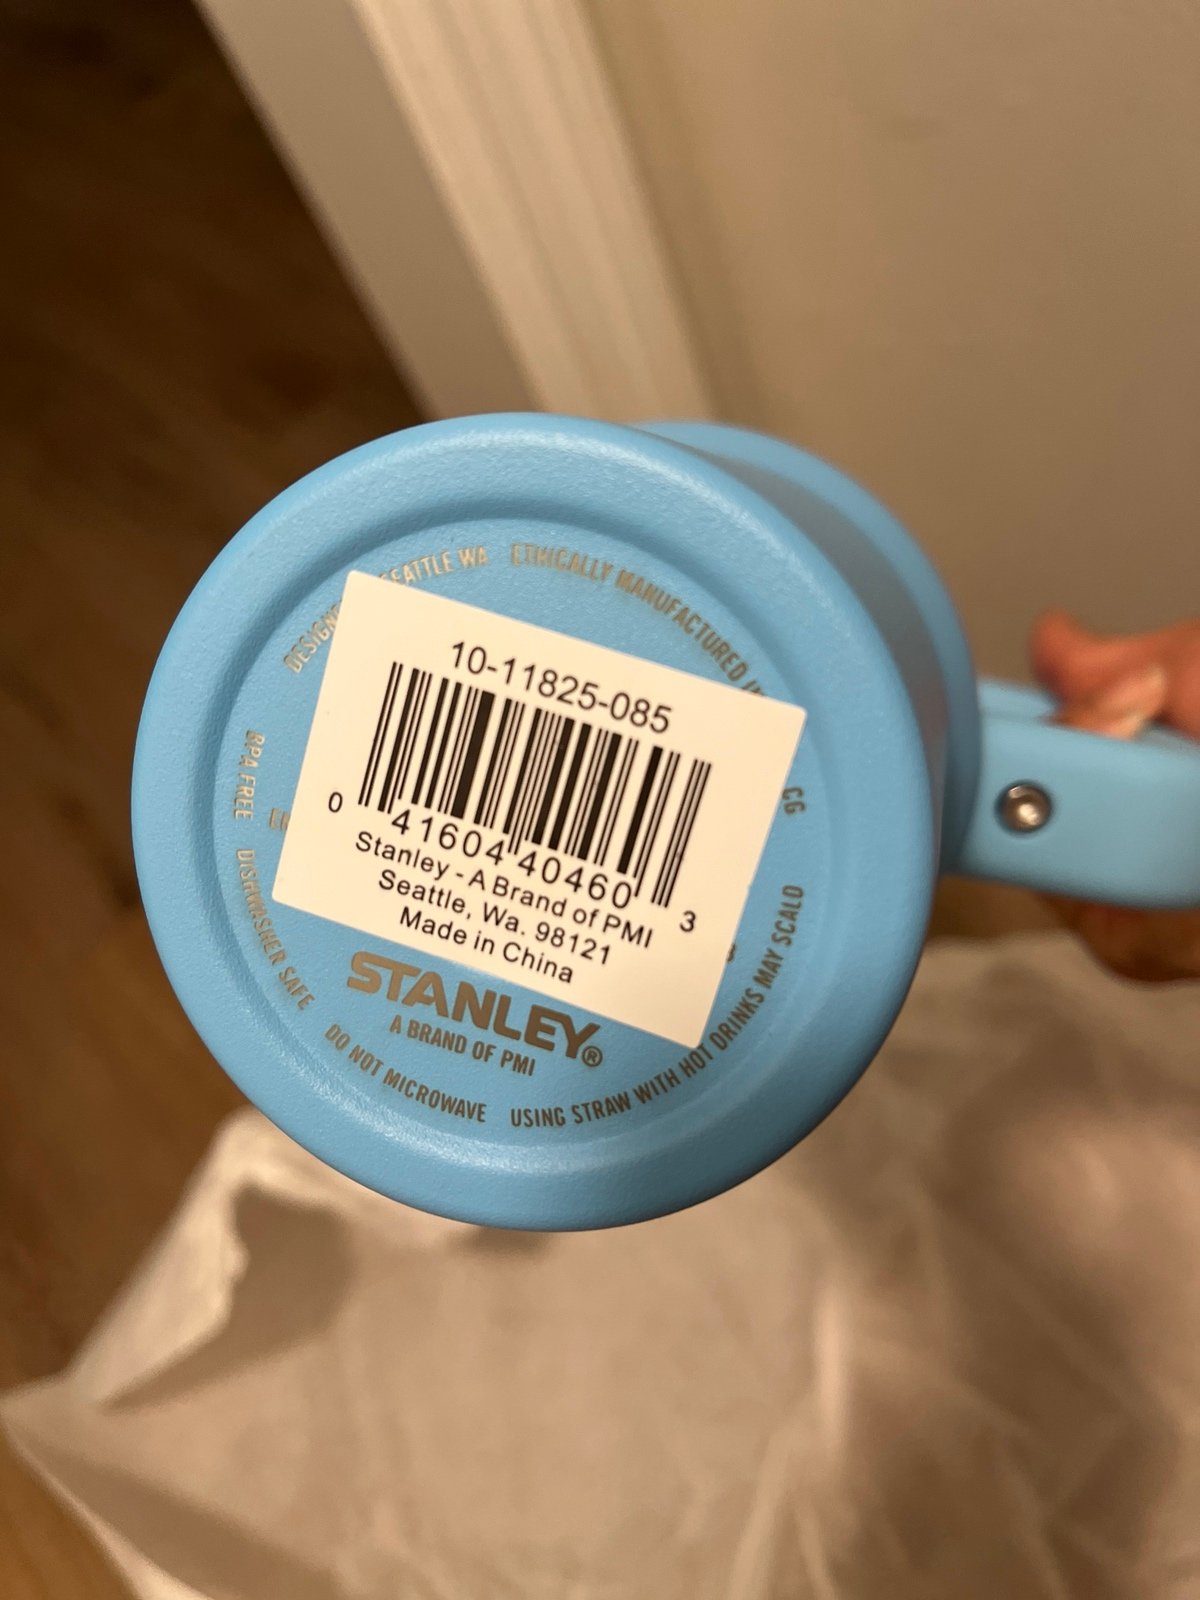 SEATTLE WA
ETHICALLY MANUFACTURED
10-11825-085
0 41604 40460 3
Stanley - A Brand of PMI
Seattle, Wa. 98121
Made in China
STANLEY®
A BRAND OF PMI
BPA FREE
DISHWASHER SAFE
DO NOT MICROWAVE
USING STRAW WITH HOT DRINKS MAY SCALD